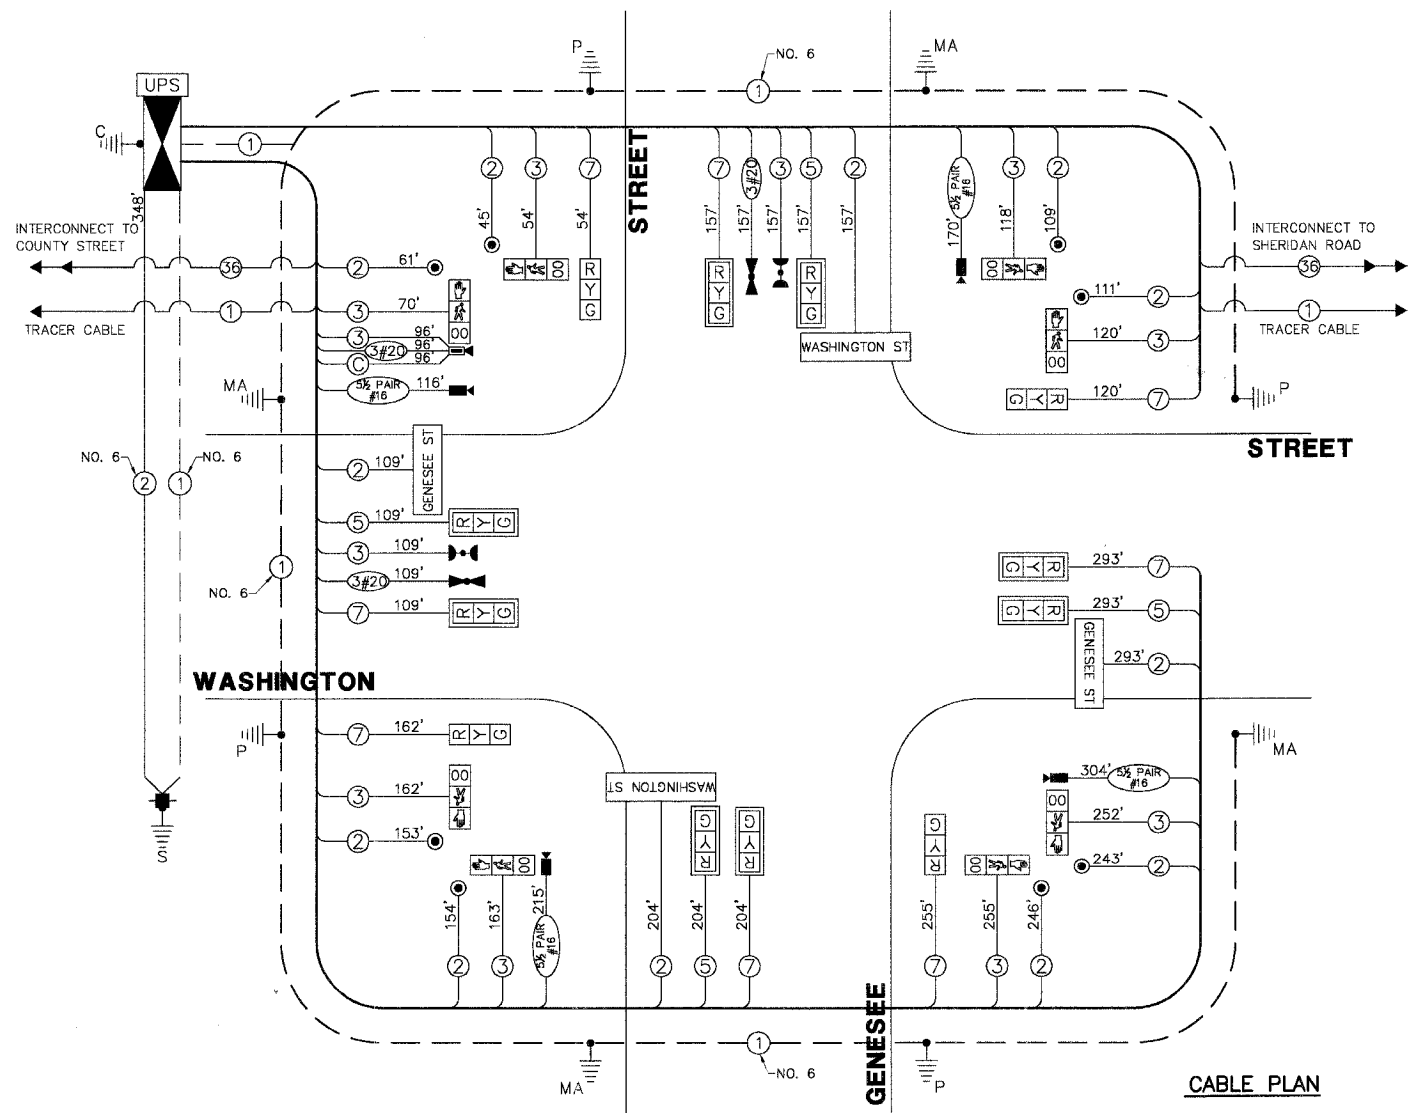 P
NO. 6
MA
UPS
1
C
1
2
3
7
STREET
7
3#20
3
5
2
5½ PAIR #16
3
2
348'
45'
54'
54'
157'
157'
157'
157'
157'
170'
118'
109'
INTERCONNECT TO
COUNTY STREET
INTERCONNECT TO
SHERIDAN ROAD
36
2
61'
00
R
Y
G
R
Y
G
R
Y
G
00
36
111'
2
1
3
70'
1
TRACER CABLE
TRACER CABLE
00
3
96'
3#20
96'
C
96'
WASHINGTON ST
120'
3
00
MA
5½ PAIR
#16
116'
G
Y
R
120'
7
P
STREET
NO. 6
NO. 6
2
1
2
109'
GENESEE ST
5
109'
R Y G
3
109'
3#20
109'
7
109'
R Y G
1
NO. 6
G Y R
293'
7
G Y R
293'
5
GENESEE ST
293'
2
WASHINGTON
P
7
162'
R Y G
MA
3
162'
00
2
153'
S
WASHINGTON ST
G
Y
R
G
Y
R
G
Y
R
304'
5½ PAIR
#16
00
252'
3
243'
2
00
00
154'
163'
215'
5½ PAIR #16
204'
204'
204'
255'
255'
246'
2
3
2
5
7
7
3
2
GENESEE
1
NO. 6
MA
P
CABLE PLAN